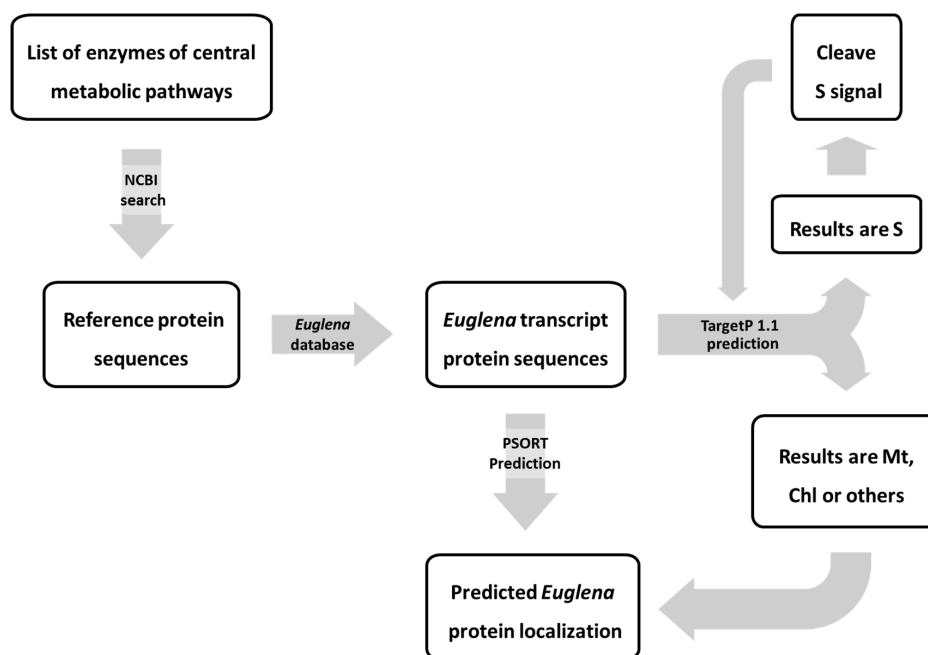 List of enzymes of central
metabolic pathways
NCBI
search
Reference protein
sequences
Euglena
database
Euglena transcript
protein sequences
TargetP 1.1
prediction
Cleave
S signal
Results are S
Results are Mt,
Chl or others
PSORT
Prediction
Predicted Euglena
protein localization